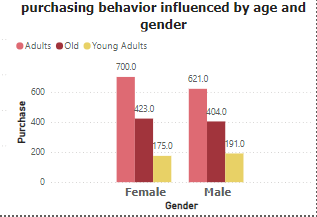 purchasing behavior influenced by age and
gender
Adults Old Young Adults
700.0
621.0
600
423.0
404.0
400
175.0
191.0
200
0
Purchase
Female Male
Gender